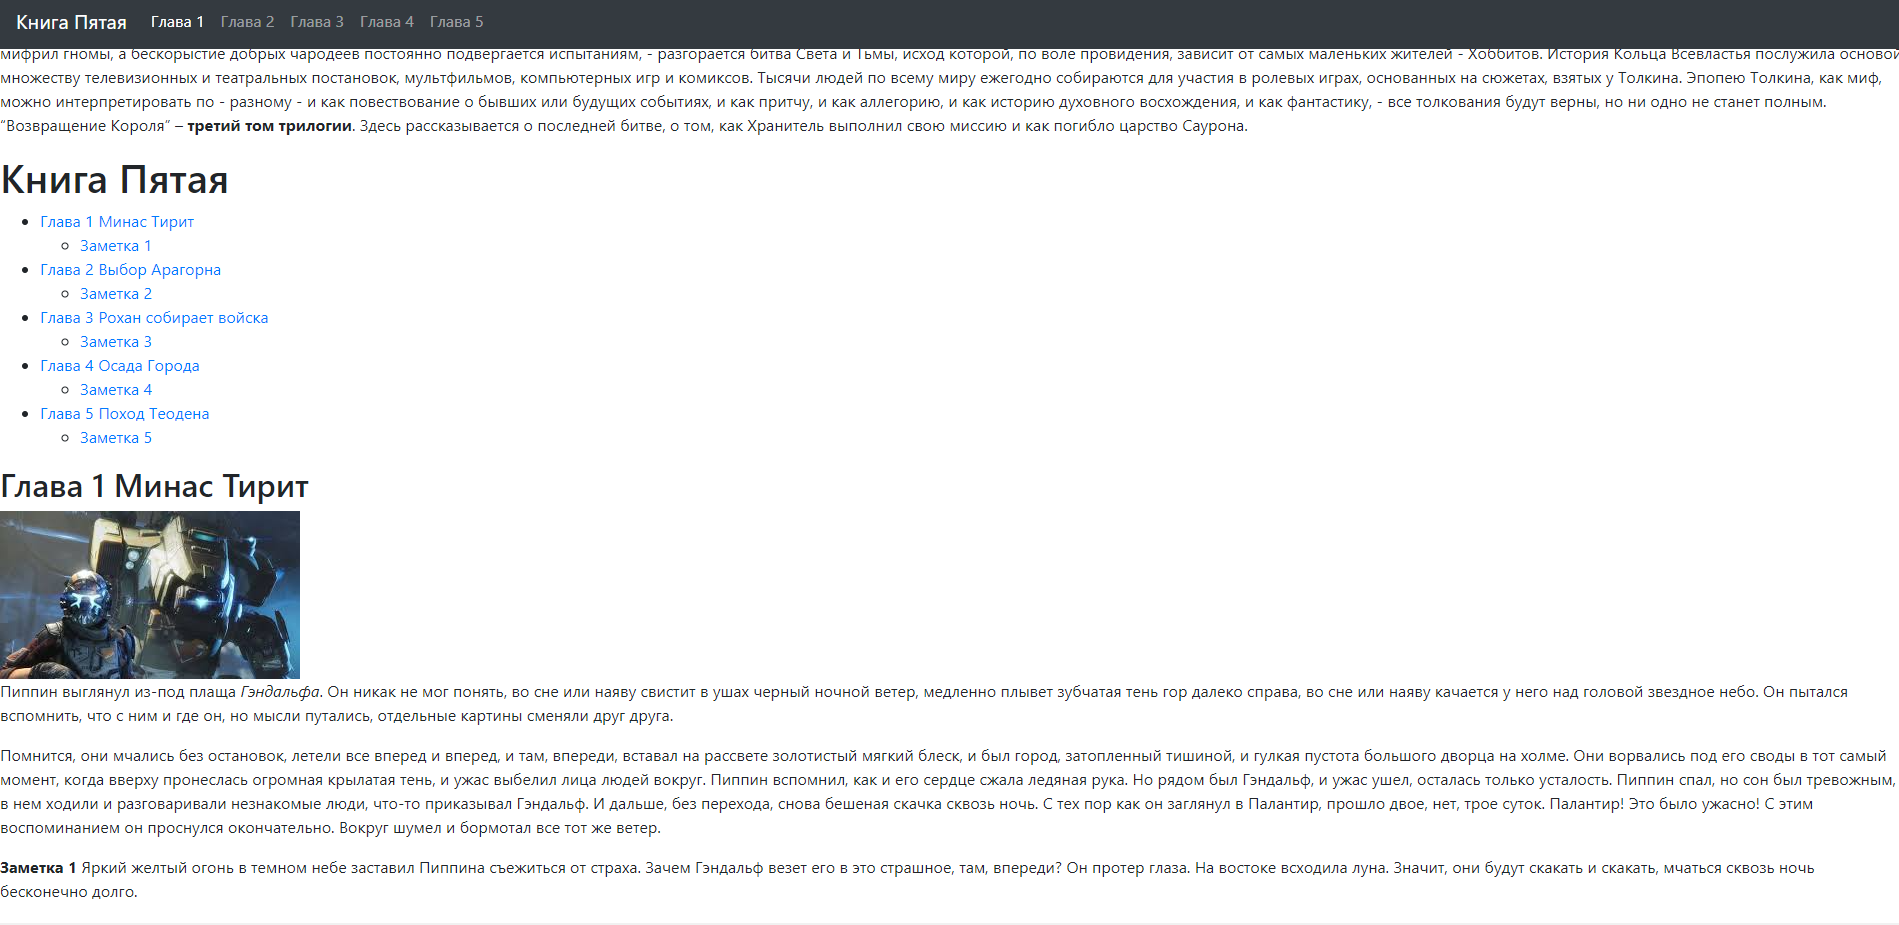 Книга Пятая Глава 1 Глава 2 Глава 3 Глава 4 Глава 5
мифрил гномы, а бескорыстие добрых чародеев постоянно подвергается испытаниям, - разгорается битва Света и Тьмы, исход которой, по воле провидения, зависит от самых маленьких жителей - Хоббитов. История Кольца Всевластья послужила основой
множеству телевизионных и театральных постановок, мультфильмов, компьютерных игр и комиксов. Тысячи людей по всему миру ежегодно собираются для участия в ролевых играх, основанных на сюжетах, взятых у Толкина. Эпопею Толкина, как миф,
можно интерпретировать по - разному - и как повествование о бывших или будущих событиях, и как притчу, и как аллегорию, и как историю духовного восхождения, и как фантастику, - все толкования будут верны, но ни одно не станет полным.
“Возвращение Короля” – третий том трилогии. Здесь рассказывается о последней битве, о том, как Хранитель выполнил свою миссию и как погибло царство Саурона.
Книга Пятая
Глава 1 Минас Тирит
Заметка 1
Глава 2 Выбор Арагорна
Заметка 2
Глава 3 Рохан собирает войска
Заметка 3
Глава 4 Осада Города
Заметка 4
Глава 5 Поход Теодена
Заметка 5
Глава 1 Минас Тирит
Пиппин выглянул из-под плаща Гэндальфа. Он никак не мог понять, во сне или наяву свистит в ушах черный ночной ветер, медленно плывет зубчатая тень гор далеко справа, во сне или наяву качается у него над головой звездное небо. Он пытался
вспомнить, что с ним и где он, но мысли путались, отдельные картины сменяли друг друга.
Помнится, они мчались без остановок, летели все вперед и вперед, и там, впереди, вставал на рассвете золотистый мягкий блеск, и был город, затопленный тишиной, и гулкая пустота большого дворца на холме. Они ворвались под его своды в тот самый
момент, когда вверху пронеслась огромная крылатая тень, и ужас выбелил лица людей вокруг. Пиппин вспомнил, как и его сердце сжала ледяная рука. Но рядом был Гэндальф, и ужас ушел, осталась только усталость. Пиппин спал, но сон был тревожным,
в нем ходили и разговаривали незнакомые люди, что-то приказывал Гэндальф. И дальше, без перехода, снова бешеная скачка сквозь ночь. С тех пор как он заглянул в Палантир, прошло двое, нет, трое суток. Палантир! Это было ужасно! С этим
воспоминанием он проснулся окончательно. Вокруг шумел и бормотал все тот же ветер.
Заметка 1 Яркий желтый огонь в темном небе заставил Пиппина съежиться от страха. Зачем Гэндальф везет его в это страшное, там, впереди? Он протер глаза. На востоке всходила луна. Значит, они будут скакать и скакать, мчаться сквозь ночь
бесконечно долго.